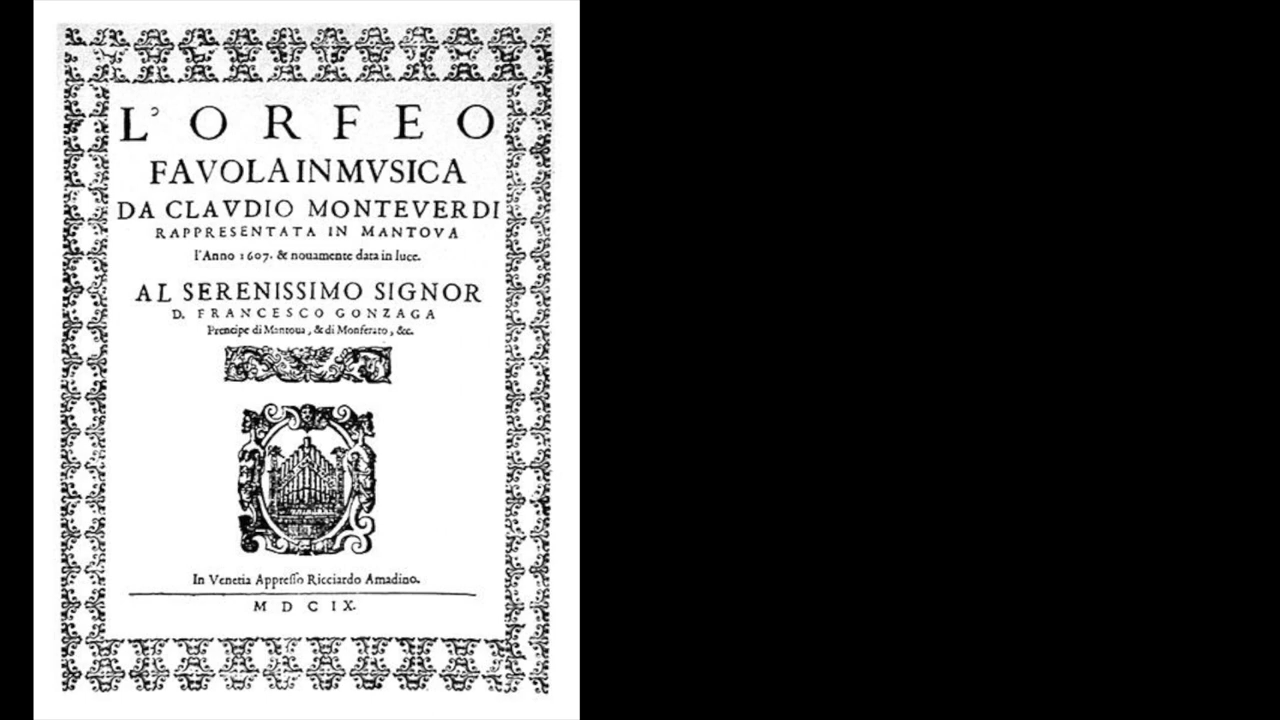 L'ORFEO
FAVOLA IN MVSICA
DA CLAVDIO MONTEVERDI
RAPPRESENTATA IN MANTOVA
l'Anno 1607. & nouamente data in luce.
AL SERENISSIMO SIGNOR
D. FRANCESCO GONZAGA
Prencipe di Mantoua, & di Monferato, &c.
In Venetia Appresso Ricciardo Amadino.
MDCIX.